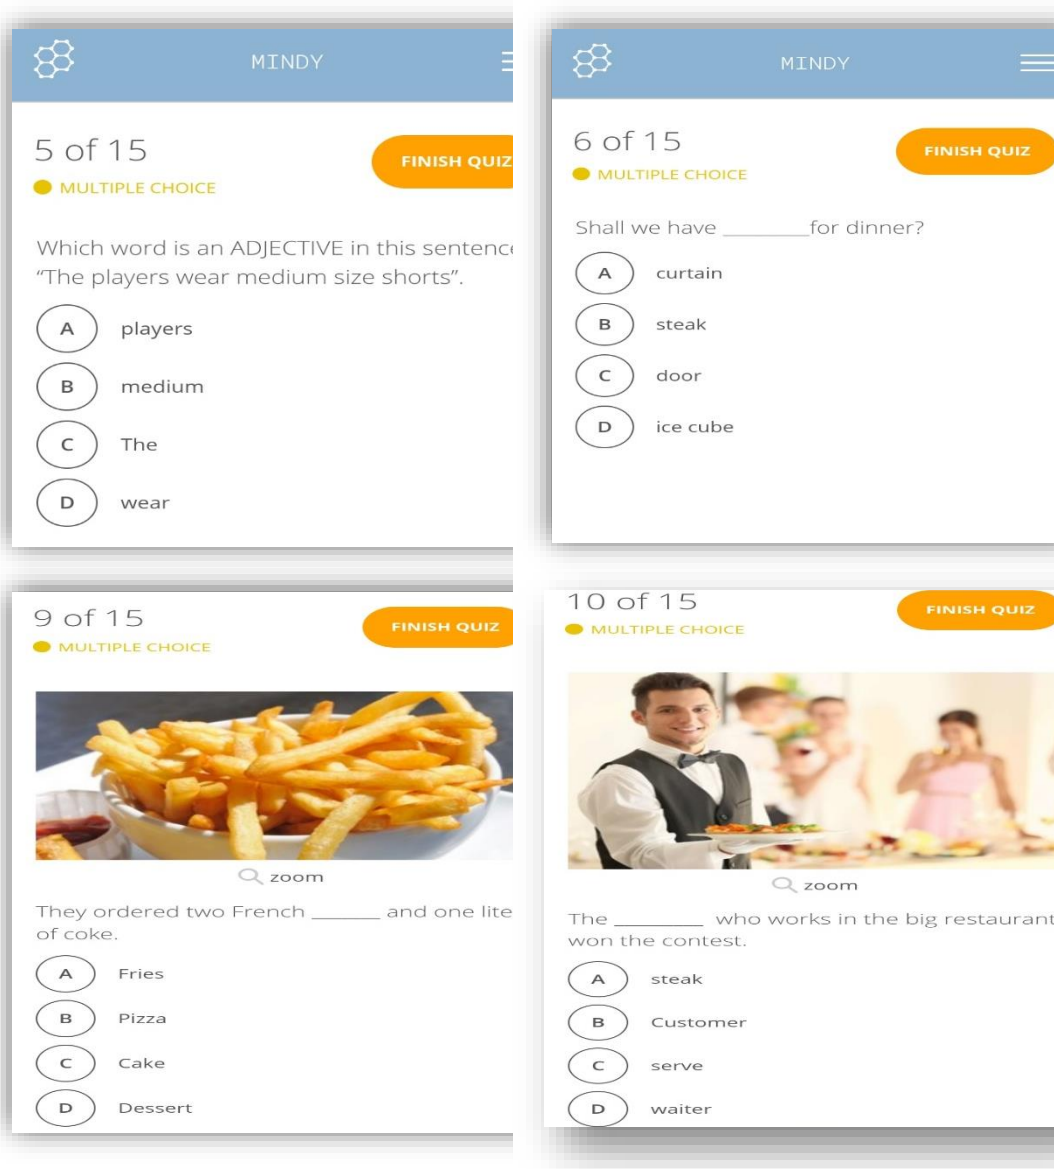 MINDY
5 of 15
FINISH QUIZ
MULTIPLE CHOICE
Which word is an ADJECTIVE in this sentenc
“The players wear medium size shorts”.
A players
B medium
C The
D wear
MINDY
6 of 15
FINISH QUIZ
MULTIPLE CHOICE
Shall we have ________for dinner?
A curtain
B steak
C door
D ice cube
9 of 15
FINISH QUIZ
MULTIPLE CHOICE
zoom
They ordered two French ______ and one lite
of coke.
A Fries
B Pizza
C Cake
D Dessert
10 of 15
FINISH QUIZ
MULTIPLE CHOICE
zoom
The ________ who works in the big restaurant
won the contest.
A steak
B Customer
C serve
D waiter